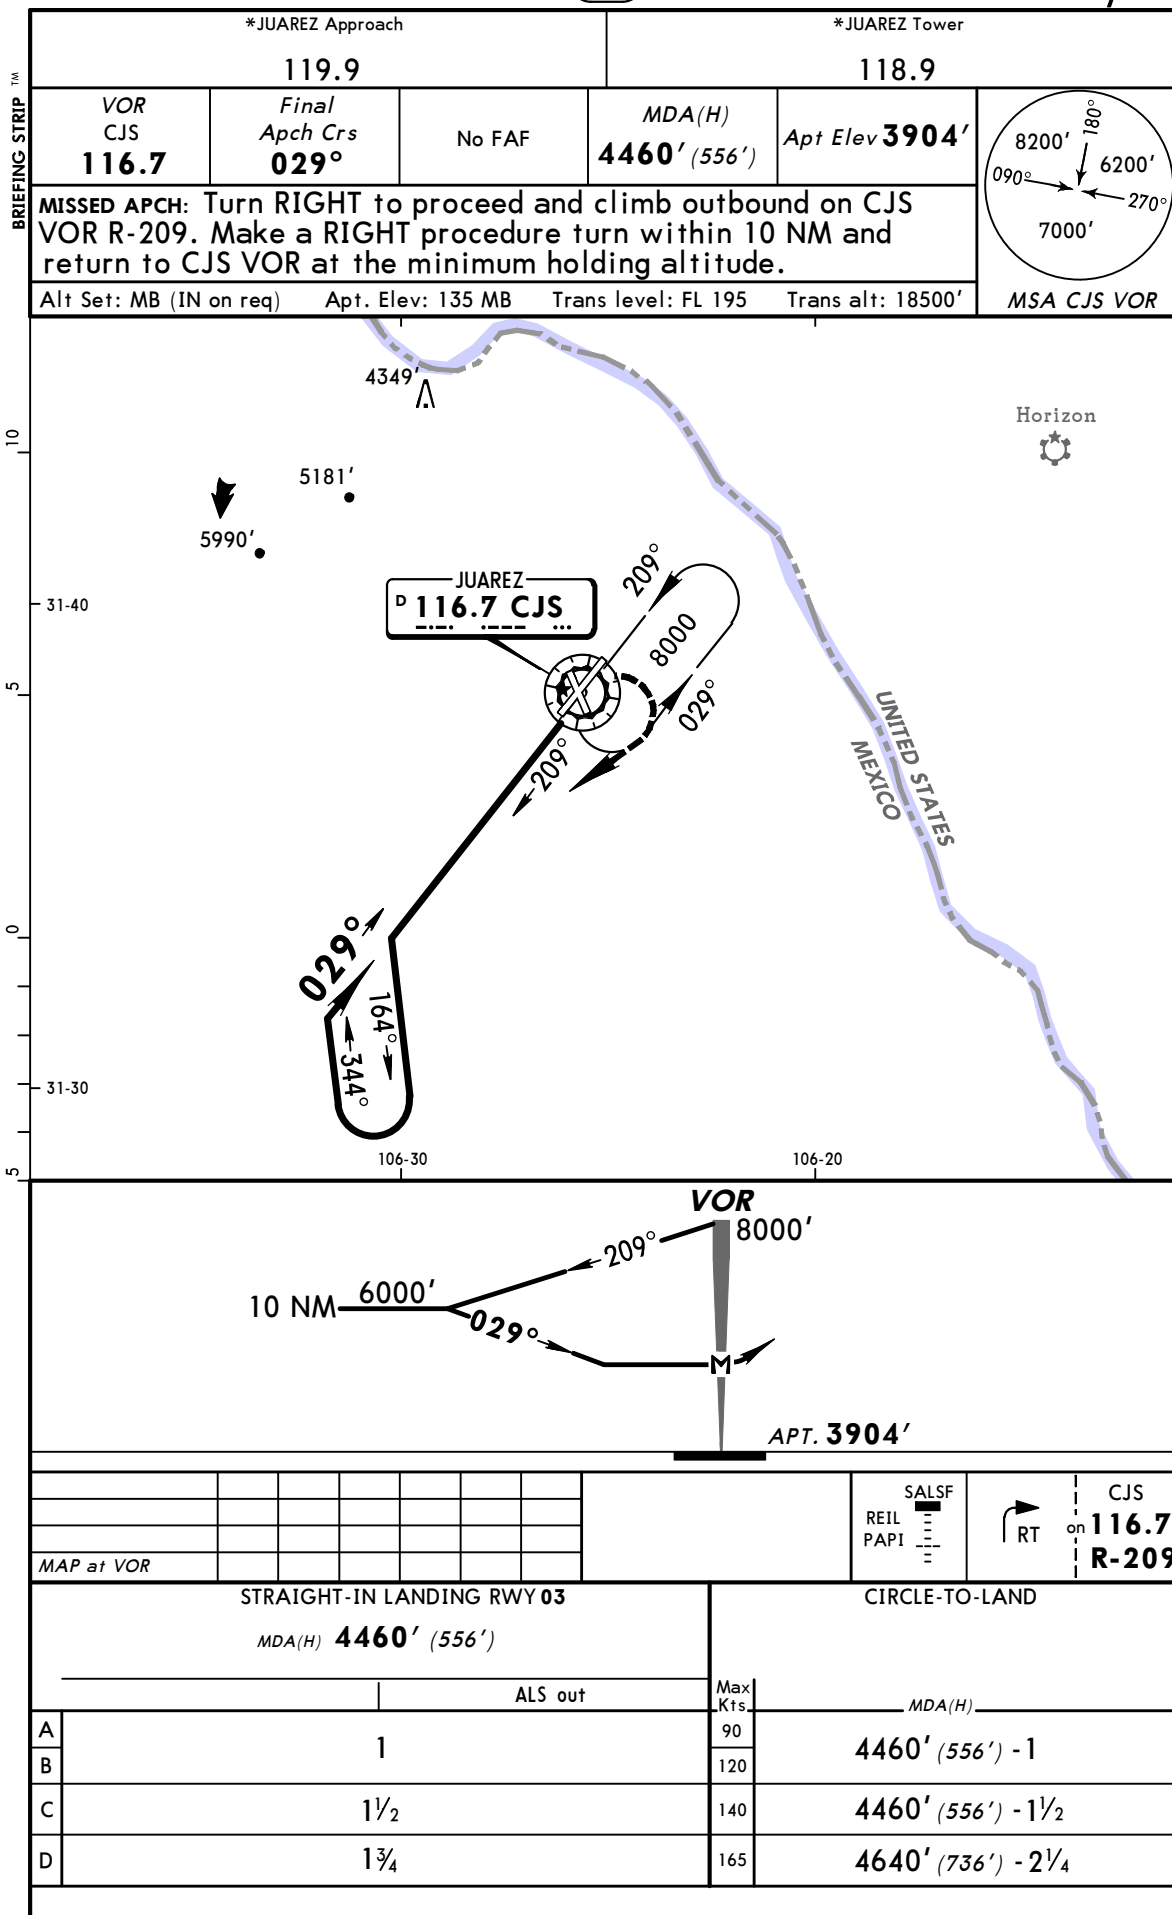 *JUAREZ Approach
119.9
*JUAREZ Tower
118.9
BRIEFING STRIP TM
VOR
CJS
116.7
Final
Apch Crs
029°
No FAF
MDA(H)
4460' (556')
Apt Elev 3904'
MISSED APCH: Turn RIGHT to proceed and climb outbound on CJS
VOR R-209. Make a RIGHT procedure turn within 10 NM and
return to CJS VOR at the minimum holding altitude.
Alt Set: MB (IN on req) Apt. Elev: 135 MB Trans level: FL 195 Trans alt: 18500'
180°
8200'
6200'
090°
270°
7000'
MSA CJS VOR
4349'
Horizon
10
5181'
5990'
209°
JUAREZ
D 116.7 CJS
31-40
8000
5
029°
209°
UNITED STATES
MEXICO
0
029°
164°
344°
31-30
5
106-30
106-20
VOR
8000'
209°
10 NM
6000'
029°
M
APT. 3904'
MAP at VOR
SALSF
REIL
PAPI
RT
on
CJS
116.7
R-209
STRAIGHT-IN LANDING RWY 03
MDA(H) 4460' (556')
ALS out
CIRCLE-TO-LAND
Max
Kts
MDA(H)
A
B
1
90
120
4460' (556') - 1
C
1½
140
4460' (556') - 1½
D
1¾
165
4640' (736') - 2¼